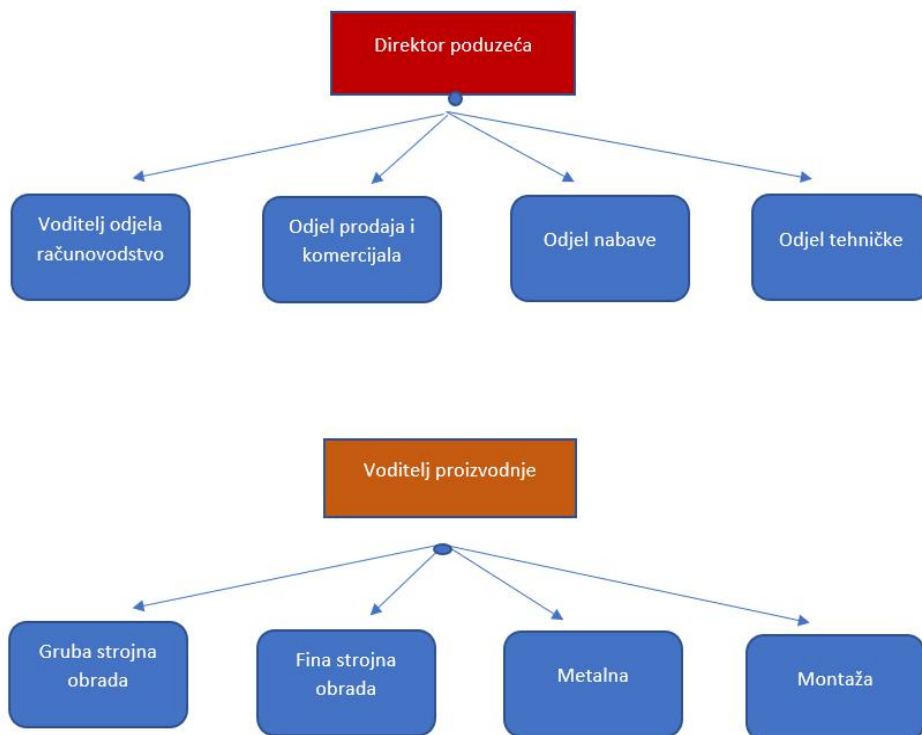 Direktor poduzeća
Voditelj odjela
računovodstvo
Odjel prodaja i
komercijala
Odjel nabave
Odjel tehničke
Voditelj proizvodnje
Gruba strojna
obrada
Fina strojna
obrada
Metalna
Montaža